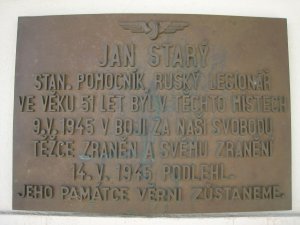 JAN STARÝ
STAN. POMOCNÍK, RUSKÝ LEGIONÁŘ
VE VĚKU 51 LET BYL V TĚCHTO MÍSTECH
9. V. 1945 V BOJI ZA NAŠI SVOBODU
TĚŽCE ZRANĚN A SVÉMU ZRANĚNÍ
14. V. 1945 PODLEHL.
JEHO PAMÁTCE VĚRNI ZŮSTANEME.